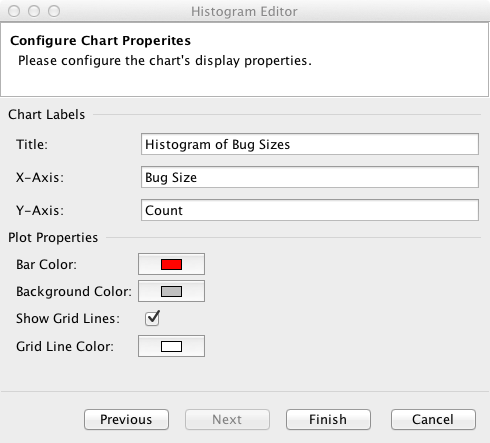 Histogram Editor
Configure Chart Properites
Please configure the chart's display properties.
Chart Labels
Title: Histogram of Bug Sizes
X-Axis: Bug Size
Y-Axis: Count
Plot Properties
Bar Color:
Background Color:
Show Grid Lines:
Grid Line Color:
Previous Next Finish Cancel